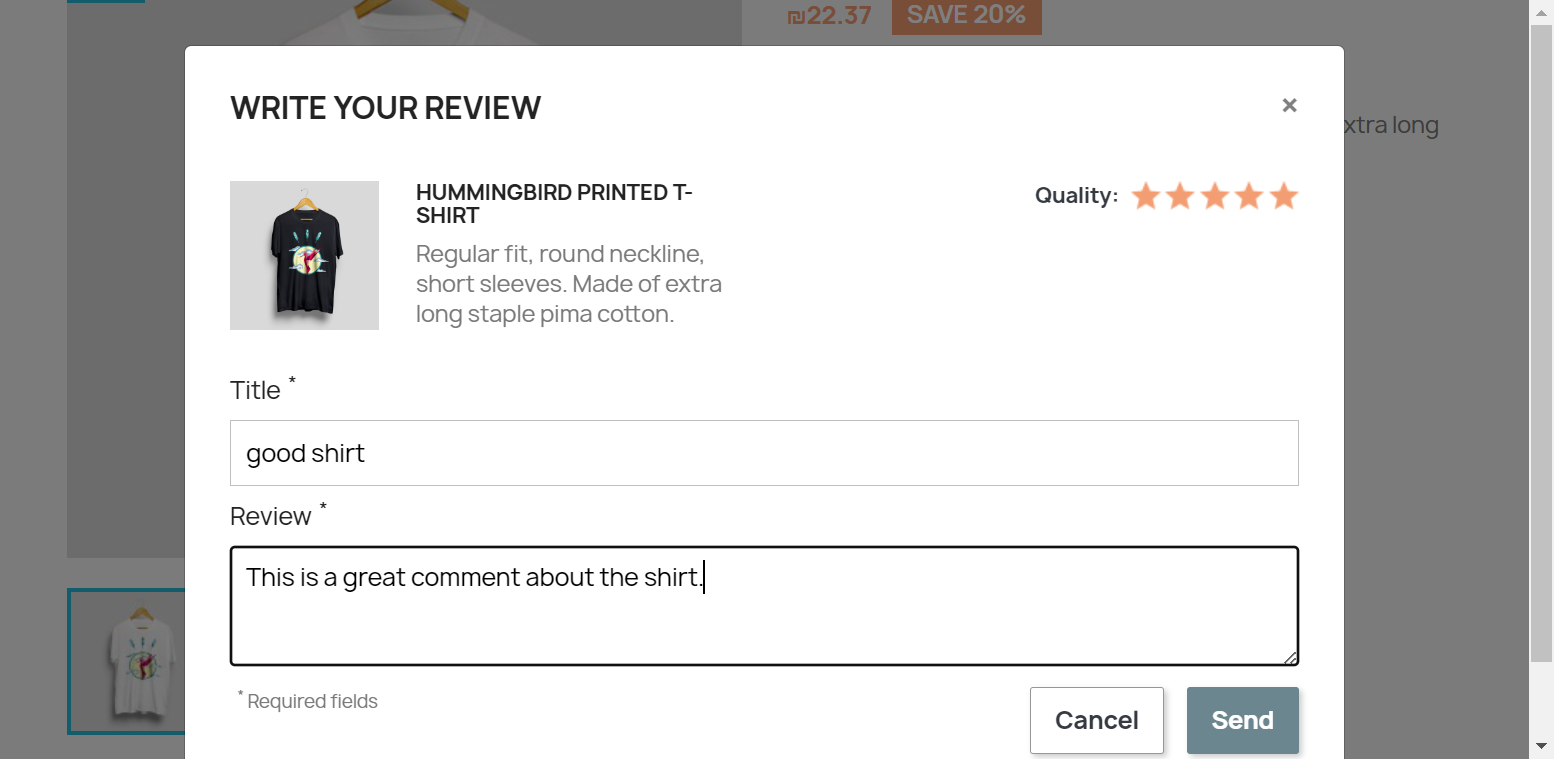 ₪22.37 SAVE 20%
WRITE YOUR REVIEW ×
xtra long
HUMMINGBIRD PRINTED T-
SHIRT
Quality:
Regular fit, round neckline,
short sleeves. Made of extra
long staple pima cotton.
Title *
good shirt
Review *
This is a great comment about the shirt.
* Required fields
Cancel Send